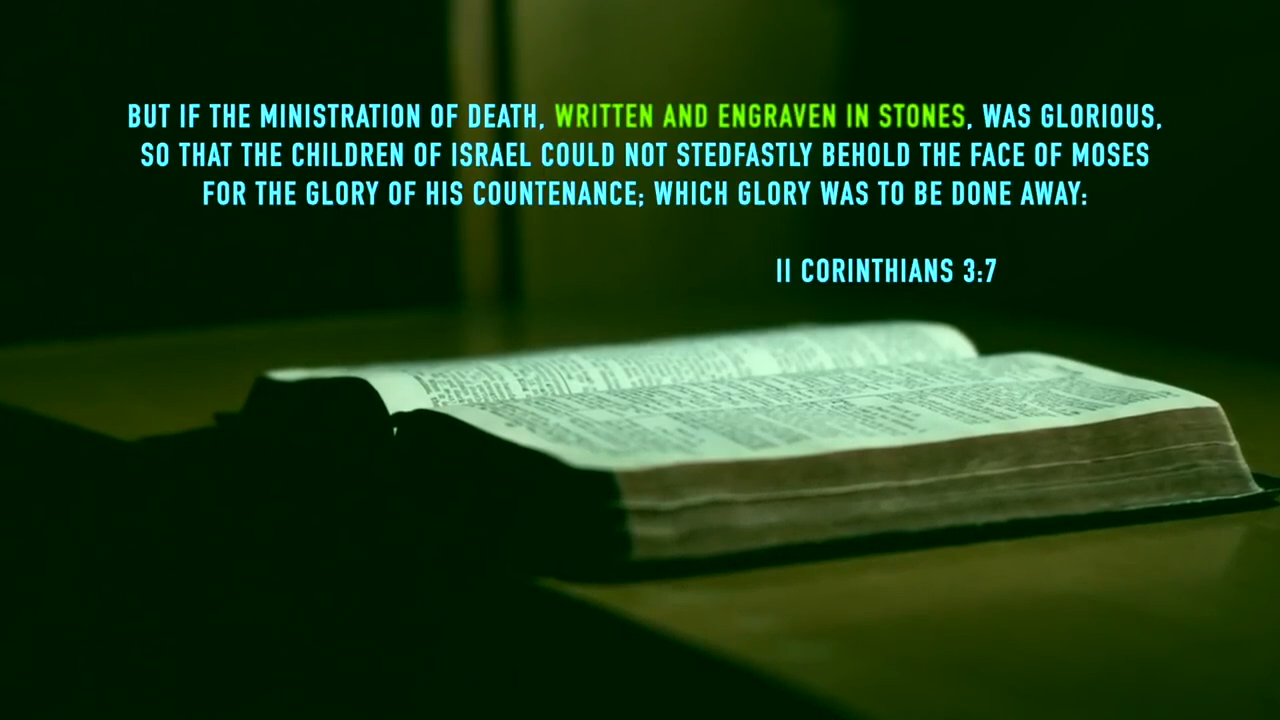 BUT IF THE MINISTRATION OF DEATH, WRITTEN AND ENGRAVEN IN STONES, WAS GLORIOUS,
SO THAT THE CHILDREN OF ISRAEL COULD NOT STEDFASTLY BEHOLD THE FACE OF MOSES
FOR THE GLORY OF HIS COUNTENANCE; WHICH GLORY WAS TO BE DONE AWAY:
II CORINTHIANS 3:7